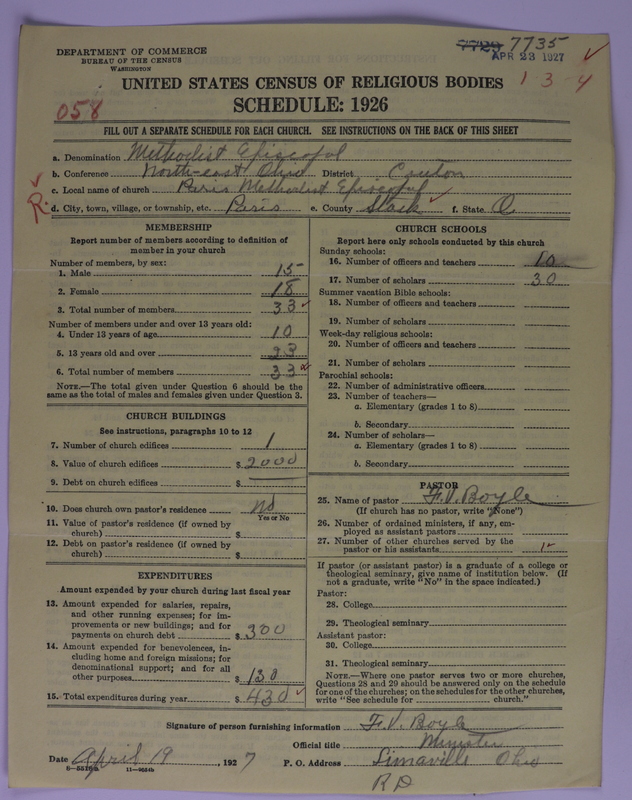 DEPARTMENT OF COMMERCE
BUREAU OF THE CENSUS
WASHINGTON
7729 7735
APR 23 1927
1 3 - 4
UNITED STATES CENSUS OF RELIGIOUS BODIES
SCHEDULE: 1926
058
FILL OUT A SEPARATE SCHEDULE FOR EACH CHURCH. SEE INSTRUCTIONS ON THE BACK OF THIS SHEET
a. Denomination Methodist Episcopal
b. Conference North-east Ohio District Canton
c. Local name of church Paris Methodist Episcopal
R. d. City, town, village, or township, etc. Paris e. County Stark f. State O
MEMBERSHIP
Report number of members according to definition of member in your church
Number of members, by sex:
1. Male 15
2. Female 18
3. Total number of members 33
Number of members under and over 13 years old:
4. Under 13 years of age 10
5. 13 years old and over 23
6. Total number of members 33
NOTE.—The total given under Question 6 should be the same as the total of males and females given under Question 3.
CHURCH BUILDINGS
See instructions, paragraphs 10 to 12
7. Number of church edifices 1
8. Value of church edifices $ 2000
9. Debt on church edifices $
10. Does church own pastor's residence No
Yes or No
11. Value of pastor's residence (if owned by church) $
12. Debt on pastor's residence (if owned by church) $
EXPENDITURES
Amount expended by your church during last fiscal year
13. Amount expended for salaries, repairs, and other running expenses; for improvements or new buildings; and for payments on church debt $ 300
14. Amount expended for benevolences, including home and foreign missions; for denominational support; and for all other purposes $ 130
15. Total expenditures during year $ 430
CHURCH SCHOOLS
Report here only schools conducted by this church
Sunday schools:
16. Number of officers and teachers 10
17. Number of scholars 30
Summer vacation Bible schools:
18. Number of officers and teachers
19. Number of scholars
Week-day religious schools:
20. Number of officers and teachers
21. Number of scholars
Parochial schools:
22. Number of administrative officers
23. Number of teachers—
a. Elementary (grades 1 to 8)
b. Secondary
24. Number of scholars—
a. Elementary (grades 1 to 8)
b. Secondary
PASTOR
25. Name of pastor F. V. Boyle
(If church has no pastor, write "None")
26. Number of ordained ministers, if any, employed as assistant pastors
27. Number of other churches served by the pastor or his assistants 1
If pastor (or assistant pastor) is a graduate of a college or theological seminary, give name of institution below. (If not a graduate, write "No" in the space indicated.)
Pastor:
28. College
29. Theological seminary
Assistant pastor:
30. College
31. Theological seminary
NOTE.—Where one pastor serves two or more churches, Questions 28 and 29 should be answered only on the schedule for one of the churches; on the schedules for the other churches, write "See schedule for church."
Signature of person furnishing information F. V. Boyle
Official title Minister
Date April 19, 1927 P. O. Address Limaville Ohio
RD